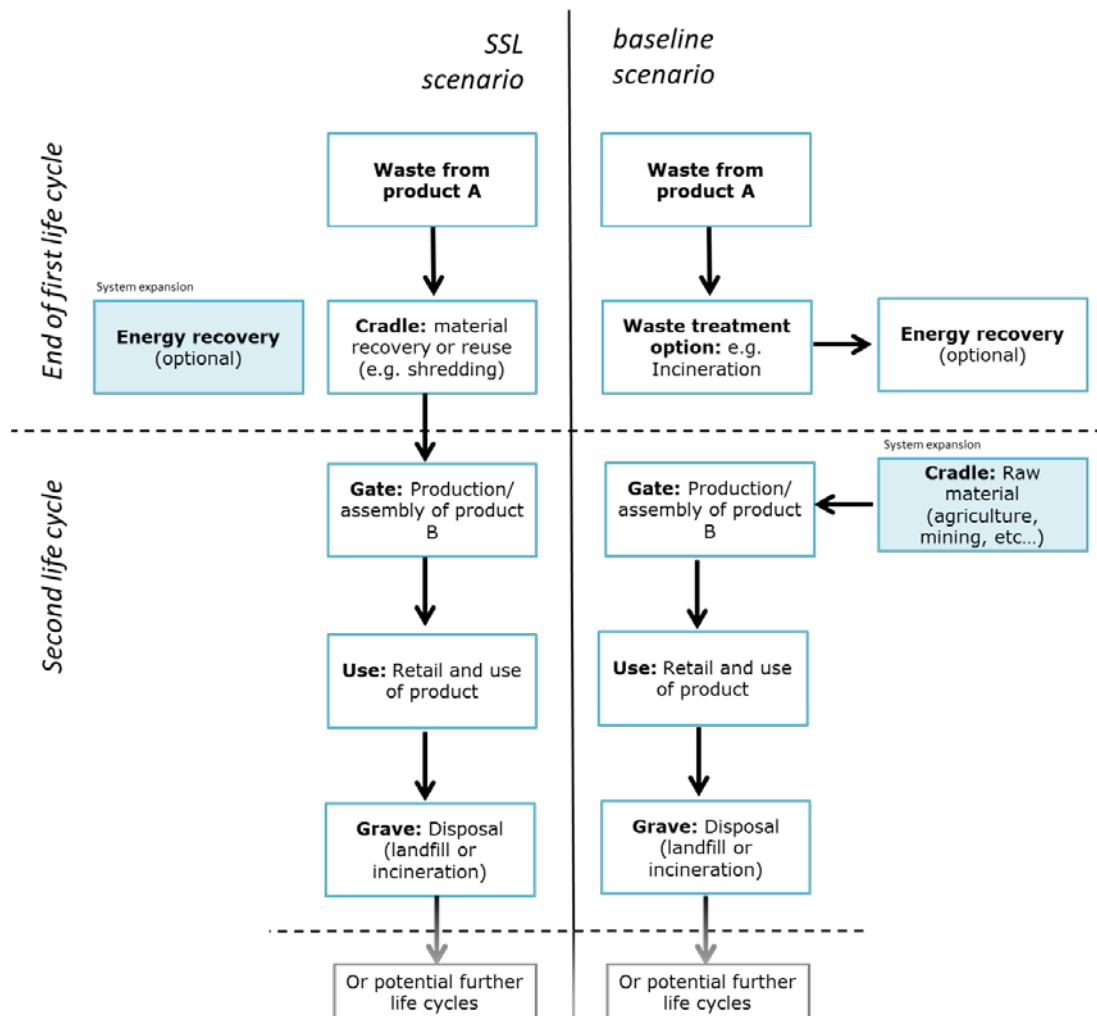 SSL
scenario
baseline
scenario
End of first life cycle
Waste from
product A
Waste from
product A
System expansion
Energy recovery
(optional)
Cradle: material
recovery or reuse
(e.g. shredding)
Waste treatment
option: e.g.
Incineration
Energy recovery
(optional)
Second life cycle
Gate: Production/
assembly of product
B
Gate: Production/
assembly of product
B
System expansion
Cradle: Raw
material
(agriculture,
mining, etc...)
Use: Retail and use
of product
Use: Retail and use
of product
Grave: Disposal
(landfill or
incineration)
Grave: Disposal
(landfill or
incineration)
Or potential further
life cycles
Or potential further
life cycles